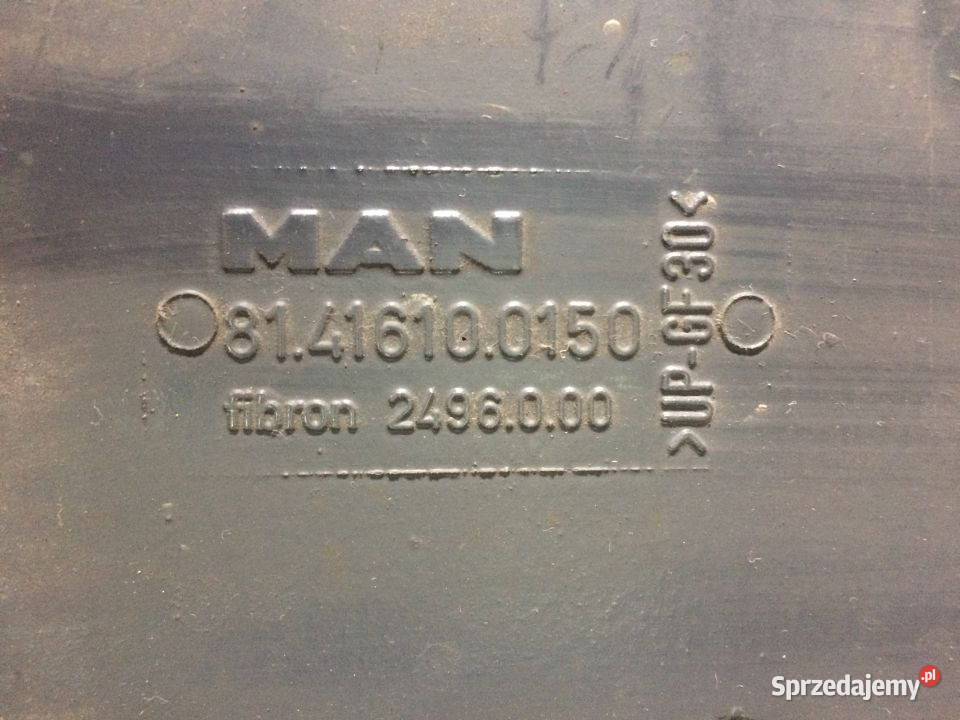 MAN
81.41610.0150
fibron 2496.0.00
>UP-GF30<
Sprzedajemy.pl